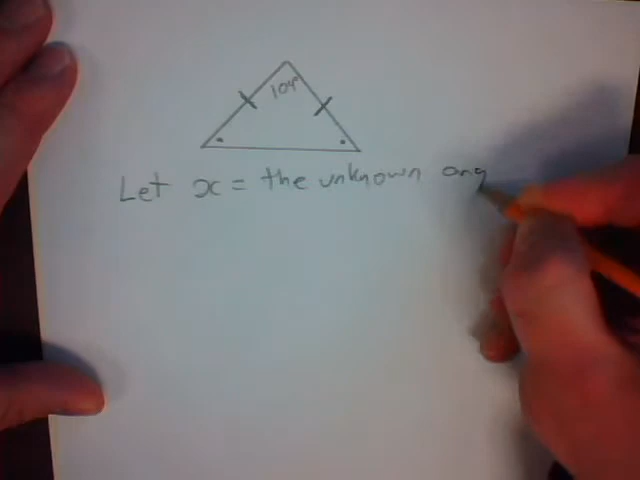 104°
Let x = the unknown ang